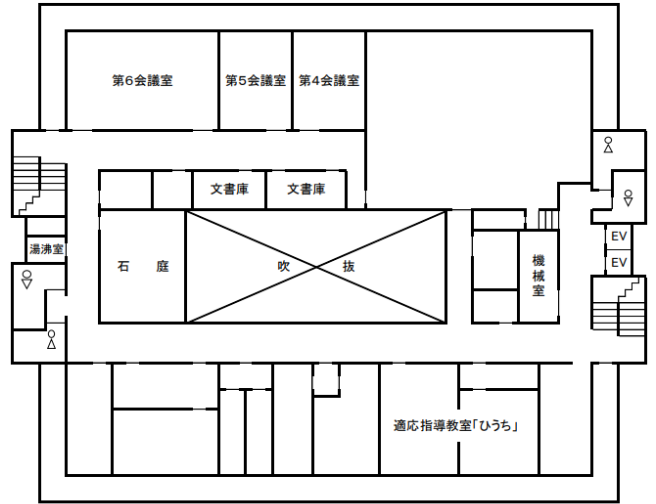 第6会議室
第5会議室
第4会議室
文書庫
文書庫
湯沸室
石　庭
吹　抜
機械室
EV
EV
適応指導教室「ひうち」